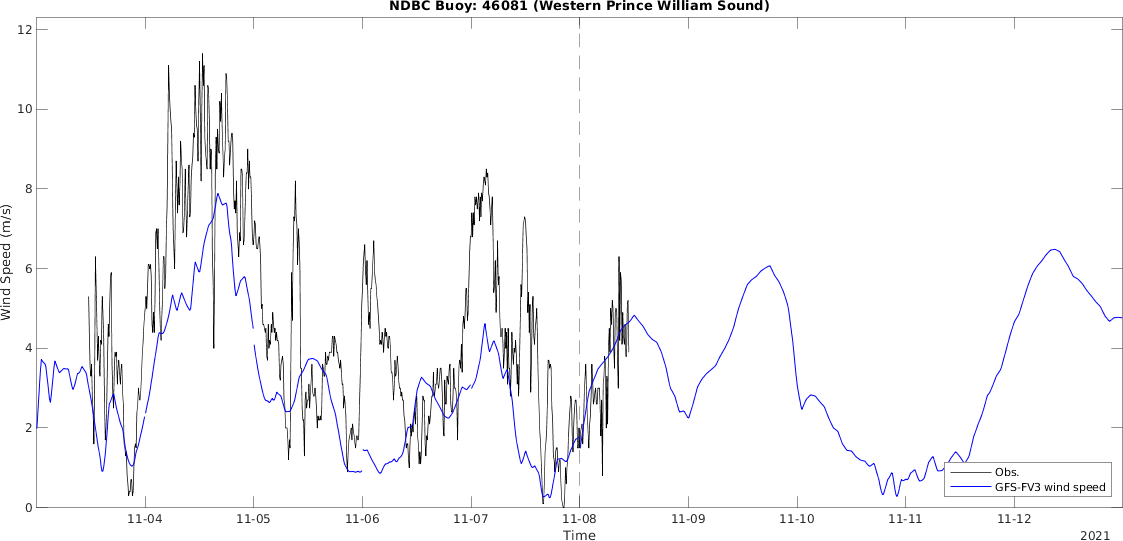 NDBC Buoy: 46081 (Western Prince William Sound)
12
10
8
6
4
2
0
Wind Speed (m/s)
11-04 11-05 11-06 11-07 11-08 11-09 11-10 11-11 11-12
Time
2021
Obs.
GFS-FV3 wind speed